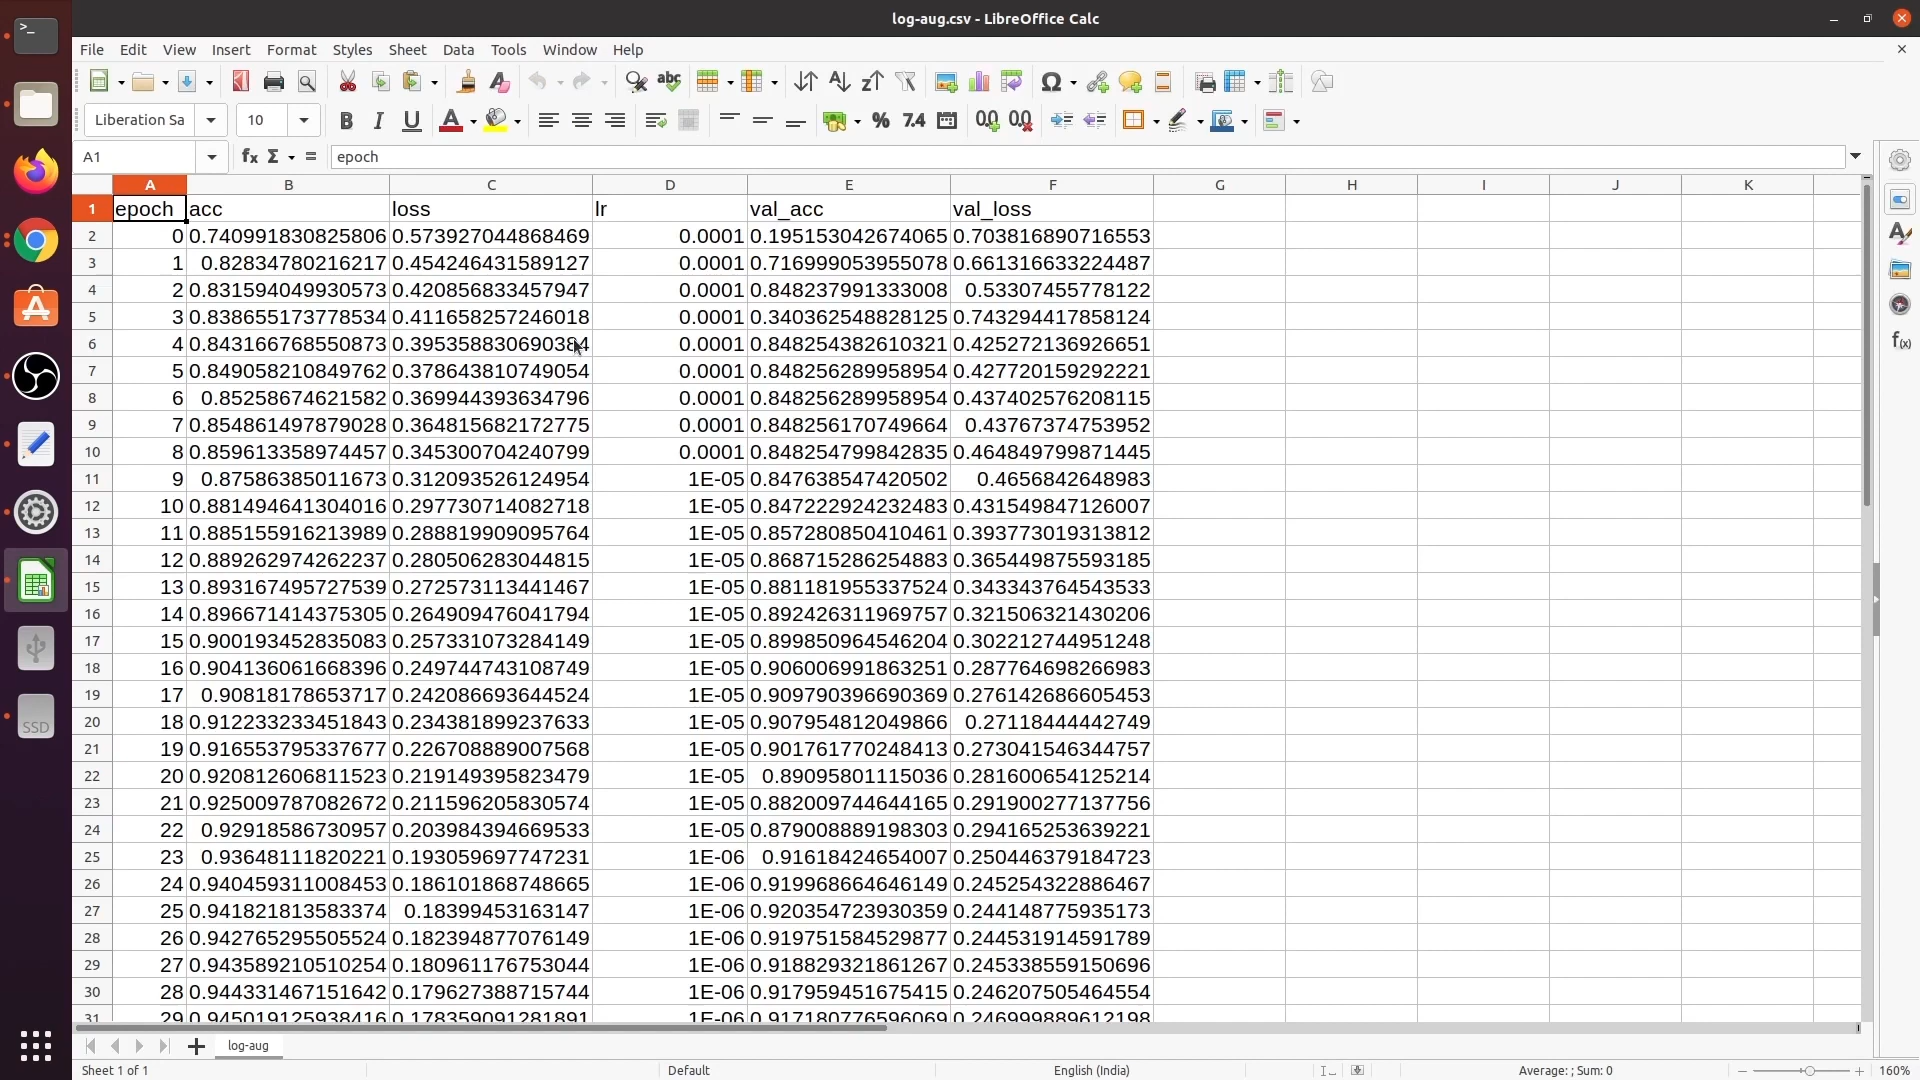 log-aug.csv - LibreOffice Calc
File Edit View Insert Format Styles Sheet Data Tools Window Help
Liberation Sa 10
A1 epoch
A B C D E F G H I J K
1 epoch acc loss lr val_acc val_loss
2 0 0.740991830825806 0.573927044868469 0.0001 0.195153042674065 0.703816890716553
3 1 0.82834780216217 0.454246431589127 0.0001 0.716999053955078 0.661316633224487
4 2 0.831594049930573 0.420856833457947 0.0001 0.848237991333008 0.53307455778122
5 3 0.838655173778534 0.411658257246018 0.0001 0.340362548828125 0.743294417858124
6 4 0.843166768550873 0.0001 0.848254382610321 0.425272136926651
7 5 0.849058210849762 0.378643810749054 0.0001 0.848256289958954 0.427720159292221
8 6 0.85258674621582 0.369944393634796 0.0001 0.848256289958954 0.437402576208115
9 7 0.854861497879028 0.364815682172775 0.0001 0.848256170749664 0.43767374753952
10 8 0.859613358974457 0.345300704240799 0.0001 0.848254799842835 0.464849799871445
11 9 0.87586385011673 0.312093526124954 1E-05 0.847638547420502 0.4656842648983
12 10 0.881494641304016 0.297730714082718 1E-05 0.847222924232483 0.431549847126007
13 11 0.885155916213989 0.288819909095764 1E-05 0.857280850410461 0.393773019313812
14 12 0.889262974262237 0.280506283044815 1E-05 0.868715286254883 0.365449875593185
15 13 0.893167495727539 0.272573113441467 1E-05 0.881181955337524 0.343343764543533
16 14 0.896671414375305 0.264909476041794 1E-05 0.892426311969757 0.321506321430206
17 15 0.900193452835083 0.257331073284149 1E-05 0.899850964546204 0.302212744951248
18 16 0.904136061668396 0.249744743108749 1E-05 0.906006991863251 0.287764698266983
19 17 0.90818178653717 0.242086693644524 1E-05 0.909790396690369 0.276142686605453
20 18 0.912233233451843 0.234381899237633 1E-05 0.907954812049866 0.27118444442749
21 19 0.916553795337677 0.226708889007568 1E-05 0.901761770248413 0.273041546344757
22 20 0.920812606811523 0.219149395823479 1E-05 0.89095801115036 0.281600654125214
23 21 0.925009787082672 0.211596205830574 1E-05 0.882009744644165 0.291900277137756
24 22 0.92918586730957 0.203984394669533 1E-05 0.879008889198303 0.294165253639221
25 23 0.93648111820221 0.193059697747231 1E-06 0.91618424654007 0.250446379184723
26 24 0.940459311008453 0.186101868748665 1E-06 0.919968664646149 0.245254322886467
27 25 0.941821813583374 0.18399453163147 1E-06 0.920354723930359 0.244148775935173
28 26 0.942765295505524 0.182394877076149 1E-06 0.919751584529877 0.244531914591789
29 27 0.943589210510254 0.180961176753044 1E-06 0.918829321861267 0.245338559150696
30 28 0.944331467151642 0.179627388715744 1E-06 0.917959451675415 0.246207505464554
31 29 0.945019125938416 0.178359091281891 1E-06 0.917180776596069 0.246999889612198
log-aug
Sheet 1 of 1 Default English (India) Average: ; Sum: 0 160%
SSD